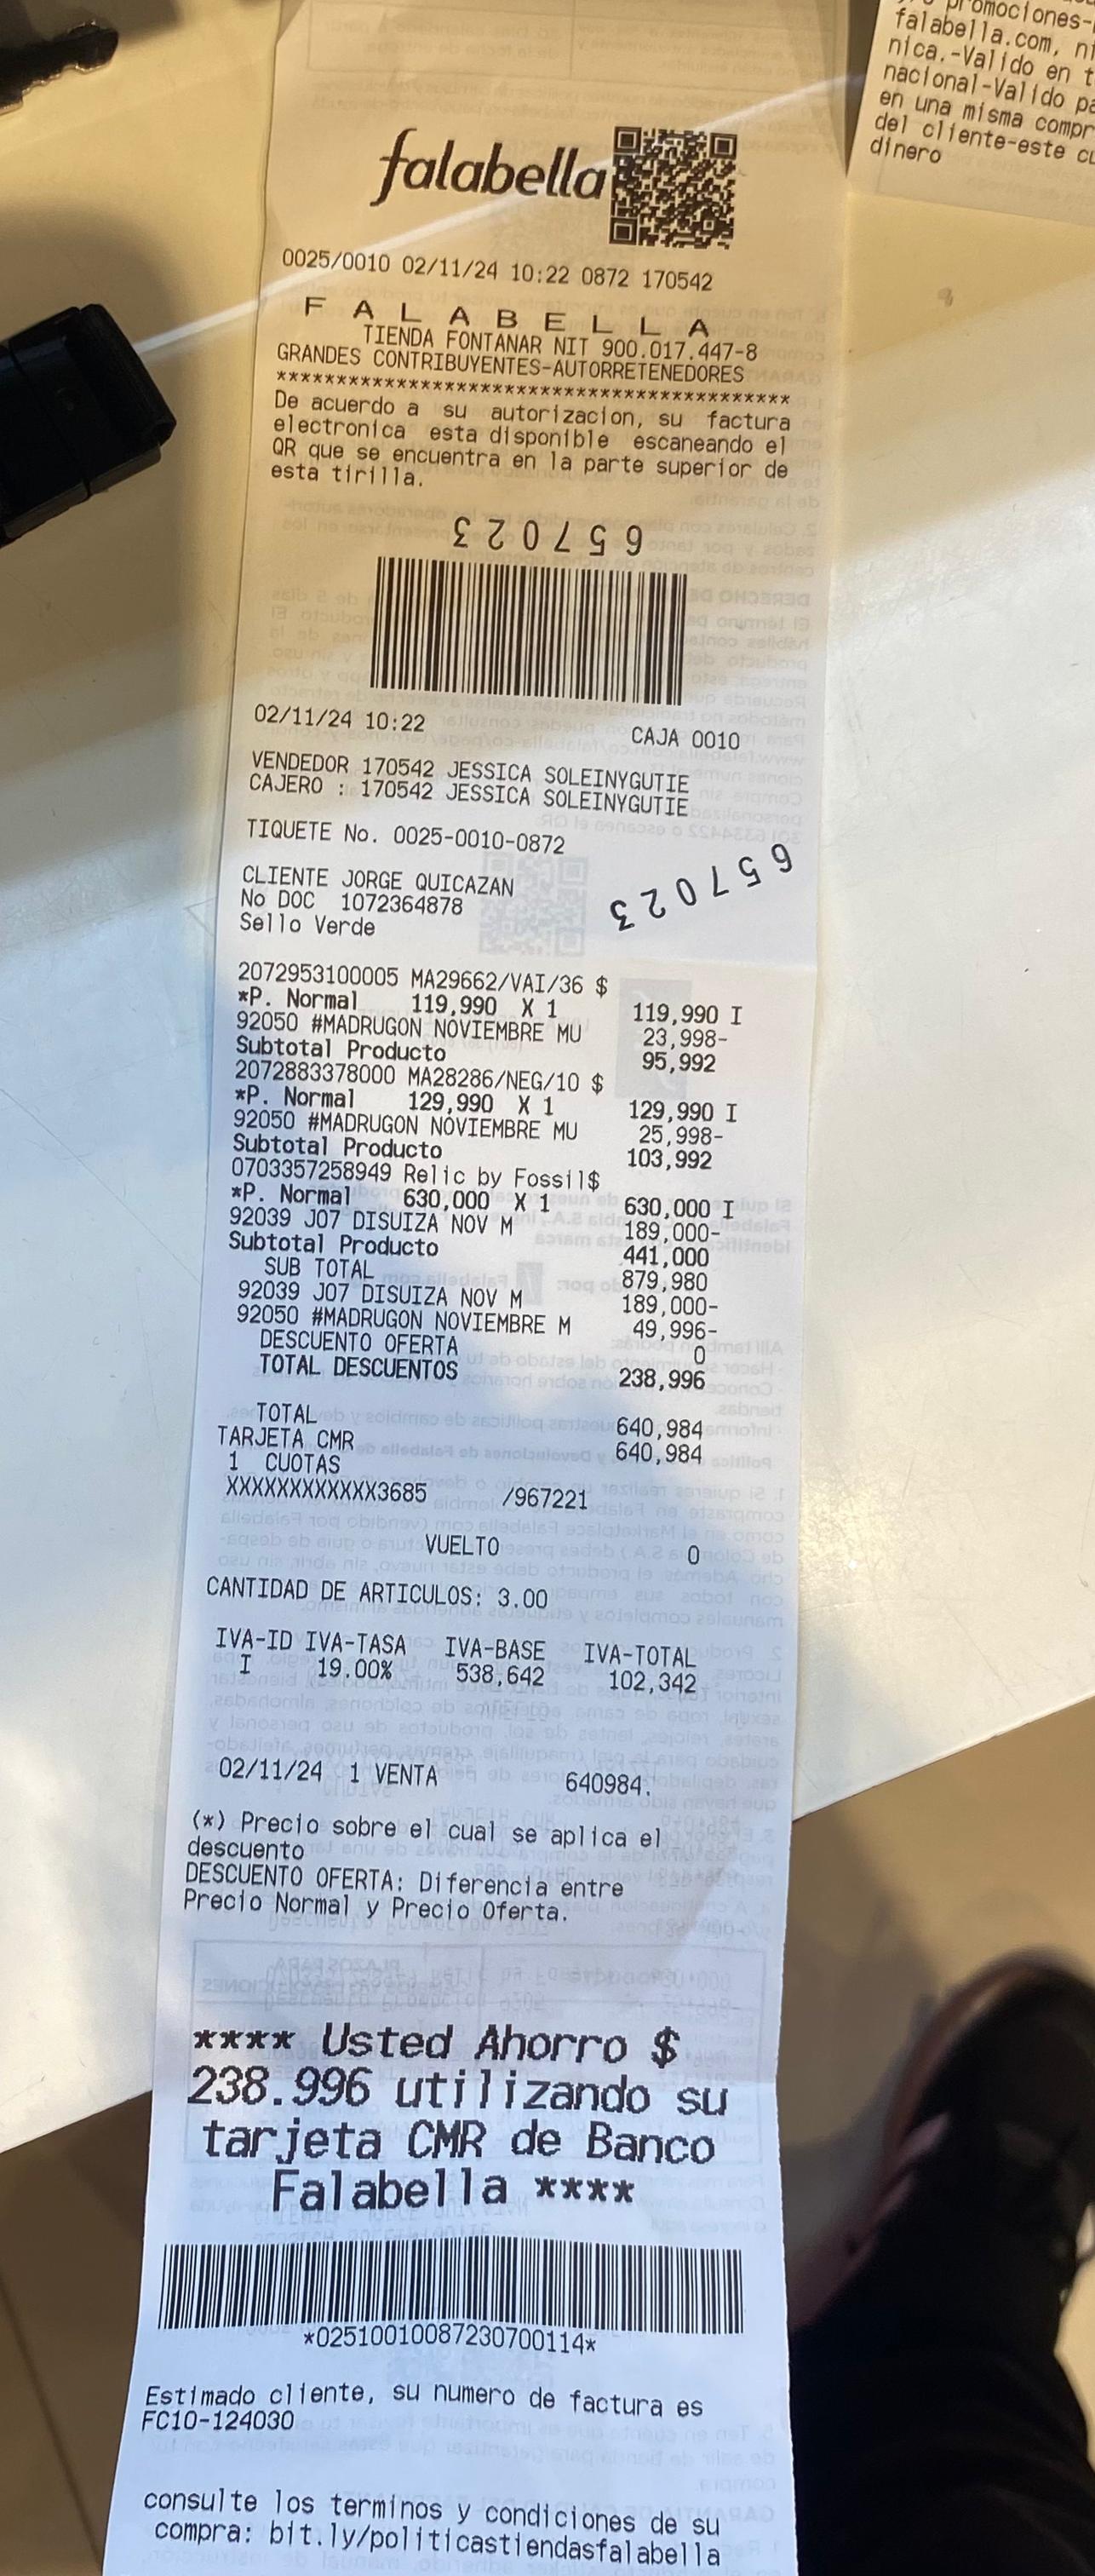 falabella
0025/0010 02/11/24 10:22 0872 170542
F A L A B E L L A
TIENDA FONTANAR NIT 900.017.447-8
GRANDES CONTRIBUYENTES-AUTORRETENEDORES
*******************************************
De acuerdo a su autorizacion, su factura
electronica esta disponible escaneando el
QR que se encuentra en la parte superior de
esta tirilla.
657023
02/11/24 10:22 CAJA 0010
VENDEDOR 170542 JESSICA SOLEINYGUTIE
CAJERO : 170542 JESSICA SOLEINYGUTIE
TIQUETE No. 0025-0010-0872
657023
CLIENTE JORGE QUICAZAN
No DOC 1072364878
Sello Verde
2072953100005 MA29662/VAI/36 $
*P. Normal 119,990 X 1 119,990 I
92050 #MADRUGON NOVIEMBRE MU 23,998-
Subtotal Producto 95,992
2072883378000 MA28286/NEG/10 $
*P. Normal 129,990 X 1 129,990 I
92050 #MADRUGON NOVIEMBRE MU 25,998-
Subtotal Producto 103,992
0703357258949 Relic by Fossil$
*P. Normal 630,000 X 1 630,000 I
92039 J07 DISUIZA NOV M 189,000-
Subtotal Producto 441,000
SUB TOTAL 879,980
92039 J07 DISUIZA NOV M 189,000-
92050 #MADRUGON NOVIEMBRE M 49,996-
DESCUENTO OFERTA 0
TOTAL DESCUENTOS 238,996
TOTAL 640,984
TARJETA CMR 640,984
1 CUOTAS
XXXXXXXXXXXX3685 /967221
VUELTO 0
CANTIDAD DE ARTICULOS: 3.00
IVA-ID IVA-TASA IVA-BASE IVA-TOTAL
I 19.00% 538,642 102,342
02/11/24 1 VENTA 640984.
(*) Precio sobre el cual se aplica el
descuento
DESCUENTO OFERTA: Diferencia entre
Precio Normal y Precio Oferta.
**** Usted Ahorro $
238.996 utilizando su
tarjeta CMR de Banco
Falabella ****
*02510010087230700114*
Estimado cliente, su numero de factura es
FC10-124030
consulte los terminos y condiciones de su
compra: bit.ly/politicastiendasfalabella
promociones-
falabella.com,
nica.-Valido en
nacional-Valido
en una misma
del cliente-este
dinero